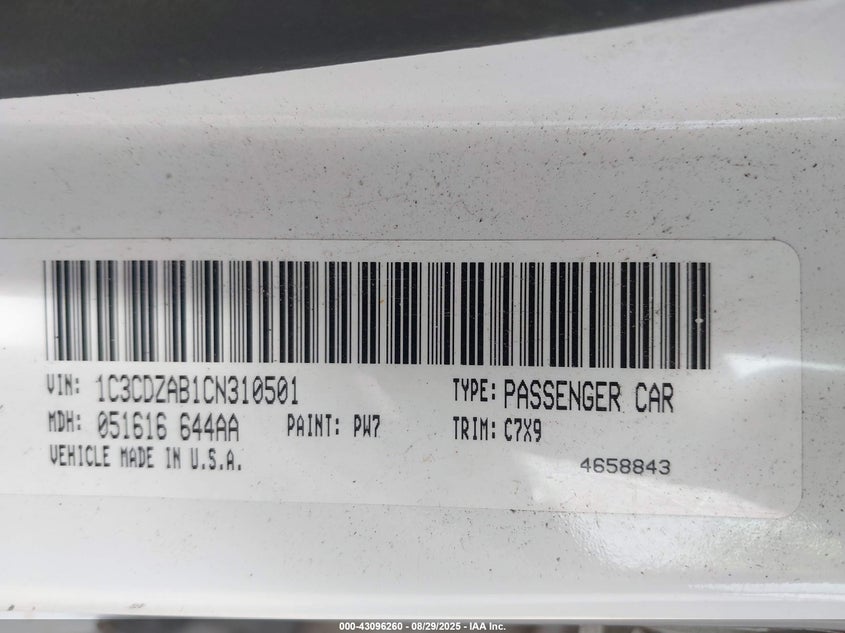 VIN: 1C3CDZAB1CN310501 TYPE: PASSENGER CAR
MDH: 051616 644AA PAINT: PW7 TRIM: C7X9
VEHICLE MADE IN U.S.A. 4658843
000-43096260 - 08/29/2025 - IAA Inc.